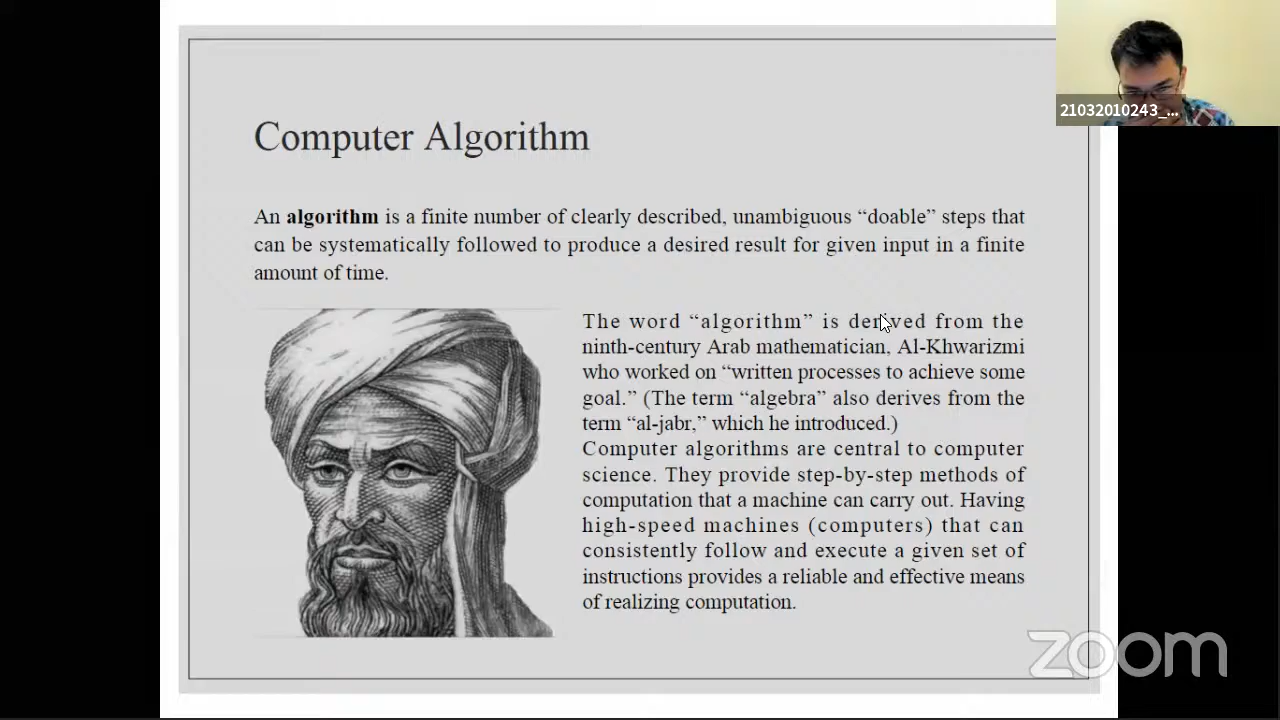 Computer Algorithm
An algorithm is a finite number of clearly described, unambiguous “doable” steps that
can be systematically followed to produce a desired result for given input in a finite
amount of time.
The word “algorithm” is derived from the
ninth-century Arab mathematician, Al-Khwarizmi
who worked on “written processes to achieve some
goal.” (The term “algebra” also derives from the
term “al-jabr,” which he introduced.)
Computer algorithms are central to computer
science. They provide step-by-step methods of
computation that a machine can carry out. Having
high-speed machines (computers) that can
consistently follow and execute a given set of
instructions provides a reliable and effective means
of realizing computation.
21032010243_...
zoom